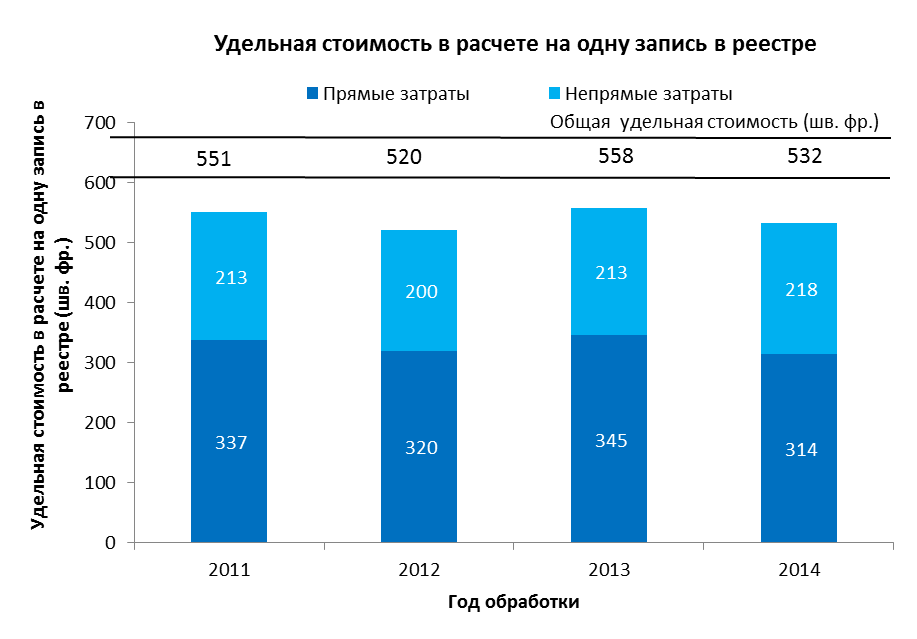 Удельная стоимость в расчете на одну запись в реестре
Прямые затраты
Непрямые затраты
Общая удельная стоимость (шв. фр.)
551 520 558 532
Удельная стоимость в расчете на одну запись в
реестре (шв. фр.)
700
600
500
400
300
200
100
0
213 200 213 218
337 320 345 314
2011 2012 2013 2014
Год обработки